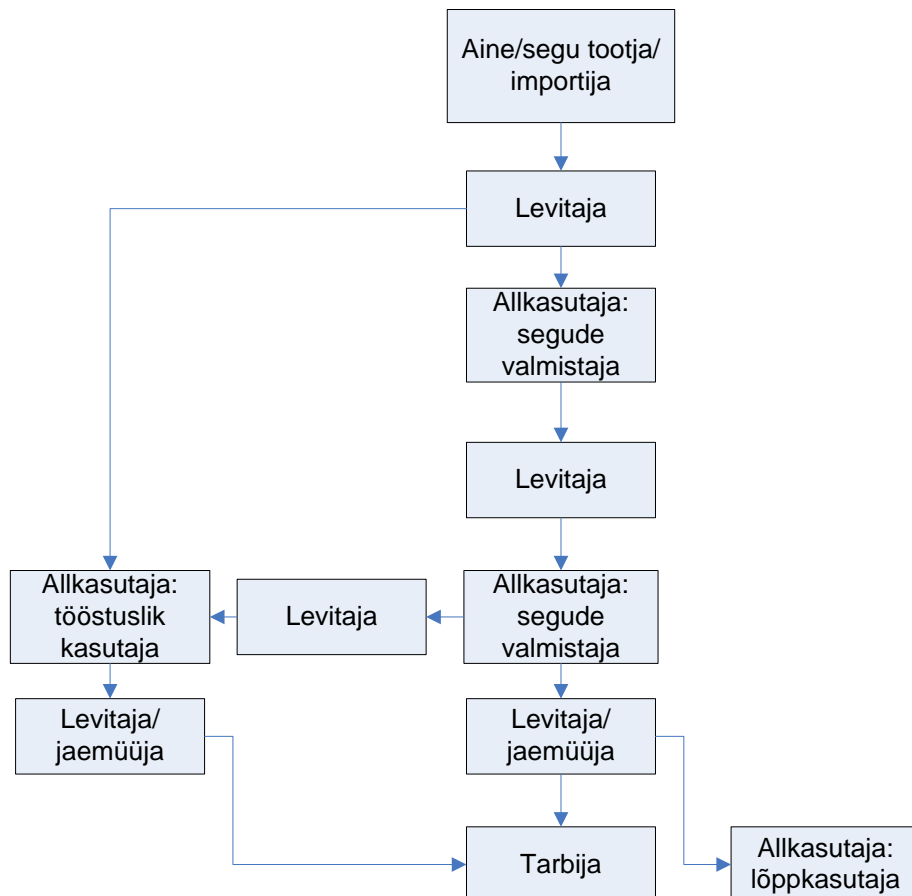 Aine/segu tootja/
importija
Levitaja
Allkasutaja:
segude
valmistaja
Levitaja
Allkasutaja:
tööstuslik
kasutaja
Levitaja
Allkasutaja:
segude
valmistaja
Levitaja/
jaemüüja
Levitaja/
jaemüüja
Tarbija
Allkasutaja:
lõppkasutaja